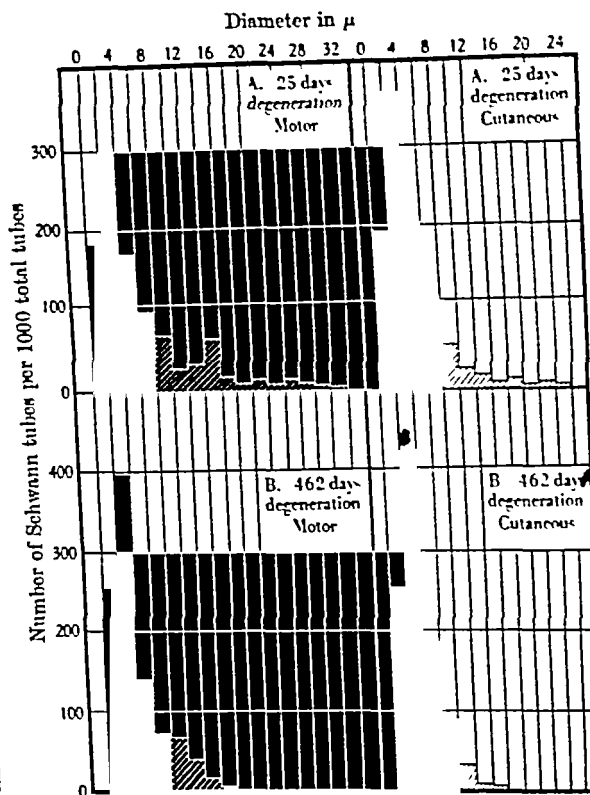 Diameter in μ
0 4 8 10 12 16 20 24 28 32 0 4 8 12 16 20 24
A. 25 days
degeneration
Motor
A. 25 days
degeneration
Cutaneous
300
200
100
0
Number of Schwann tubes per 1000 total tubes
B. 462 days
degeneration
Motor
B 462 days
degeneration
Cutaneous
400
300
200
100
0